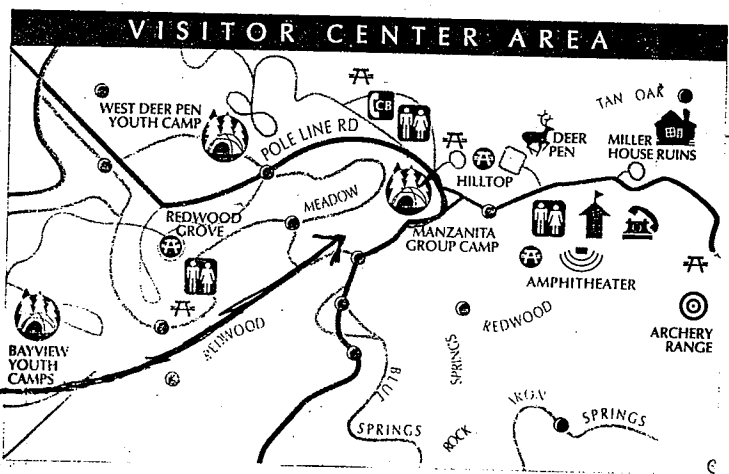 VISITOR CENTER AREA
WEST DEER PEN
YOUTH CAMP
POLE LINE RD
CB
TAN OAK
DEER
PEN
MILLER
HOUSE RUINS
HILLTOP
MEADOW
REDWOOD
GROVE
MANZANITA
GROUP CAMP
AMPHITHEATER
REDWOOD
REDWOOD
SPRINGS
ARCHERY
RANGE
BAYVIEW
YOUTH
CAMPS
BLUE
SPRINGS
ROCK
IRON
SPRINGS